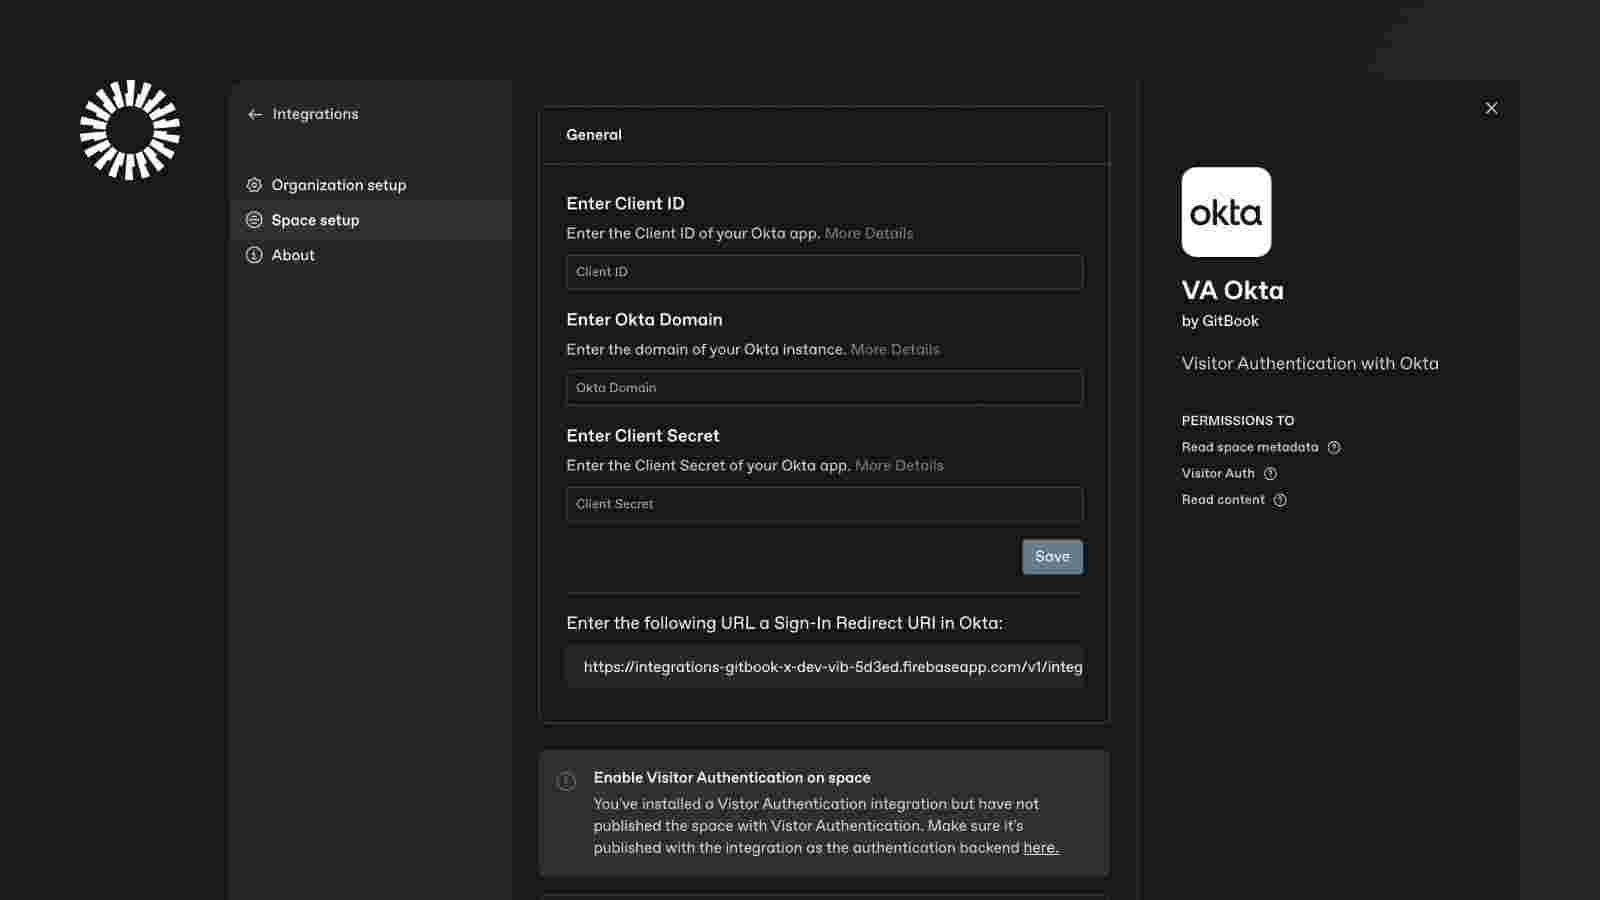 Integrations
Organization setup
Space setup
About
General
Enter Client ID
Enter the Client ID of your Okta app. More Details
Client ID
Enter Okta Domain
Enter the domain of your Okta instance. More Details
Okta Domain
Enter Client Secret
Enter the Client Secret of your Okta app. More Details
Client Secret
Save
Enter the following URL a Sign-In Redirect URI in Okta:
https://integrations-gitbook-x-dev-vib-5d3ed.firebaseapp.com/v1/integ
Enable Visitor Authentication on space
You've installed a Vistor Authentication integration but have not
published the space with Vistor Authentication. Make sure it's
published with the integration as the authentication backend here.
okta
VA Okta
by GitBook
Visitor Authentication with Okta
PERMISSIONS TO
Read space metadata
Visitor Auth
Read content